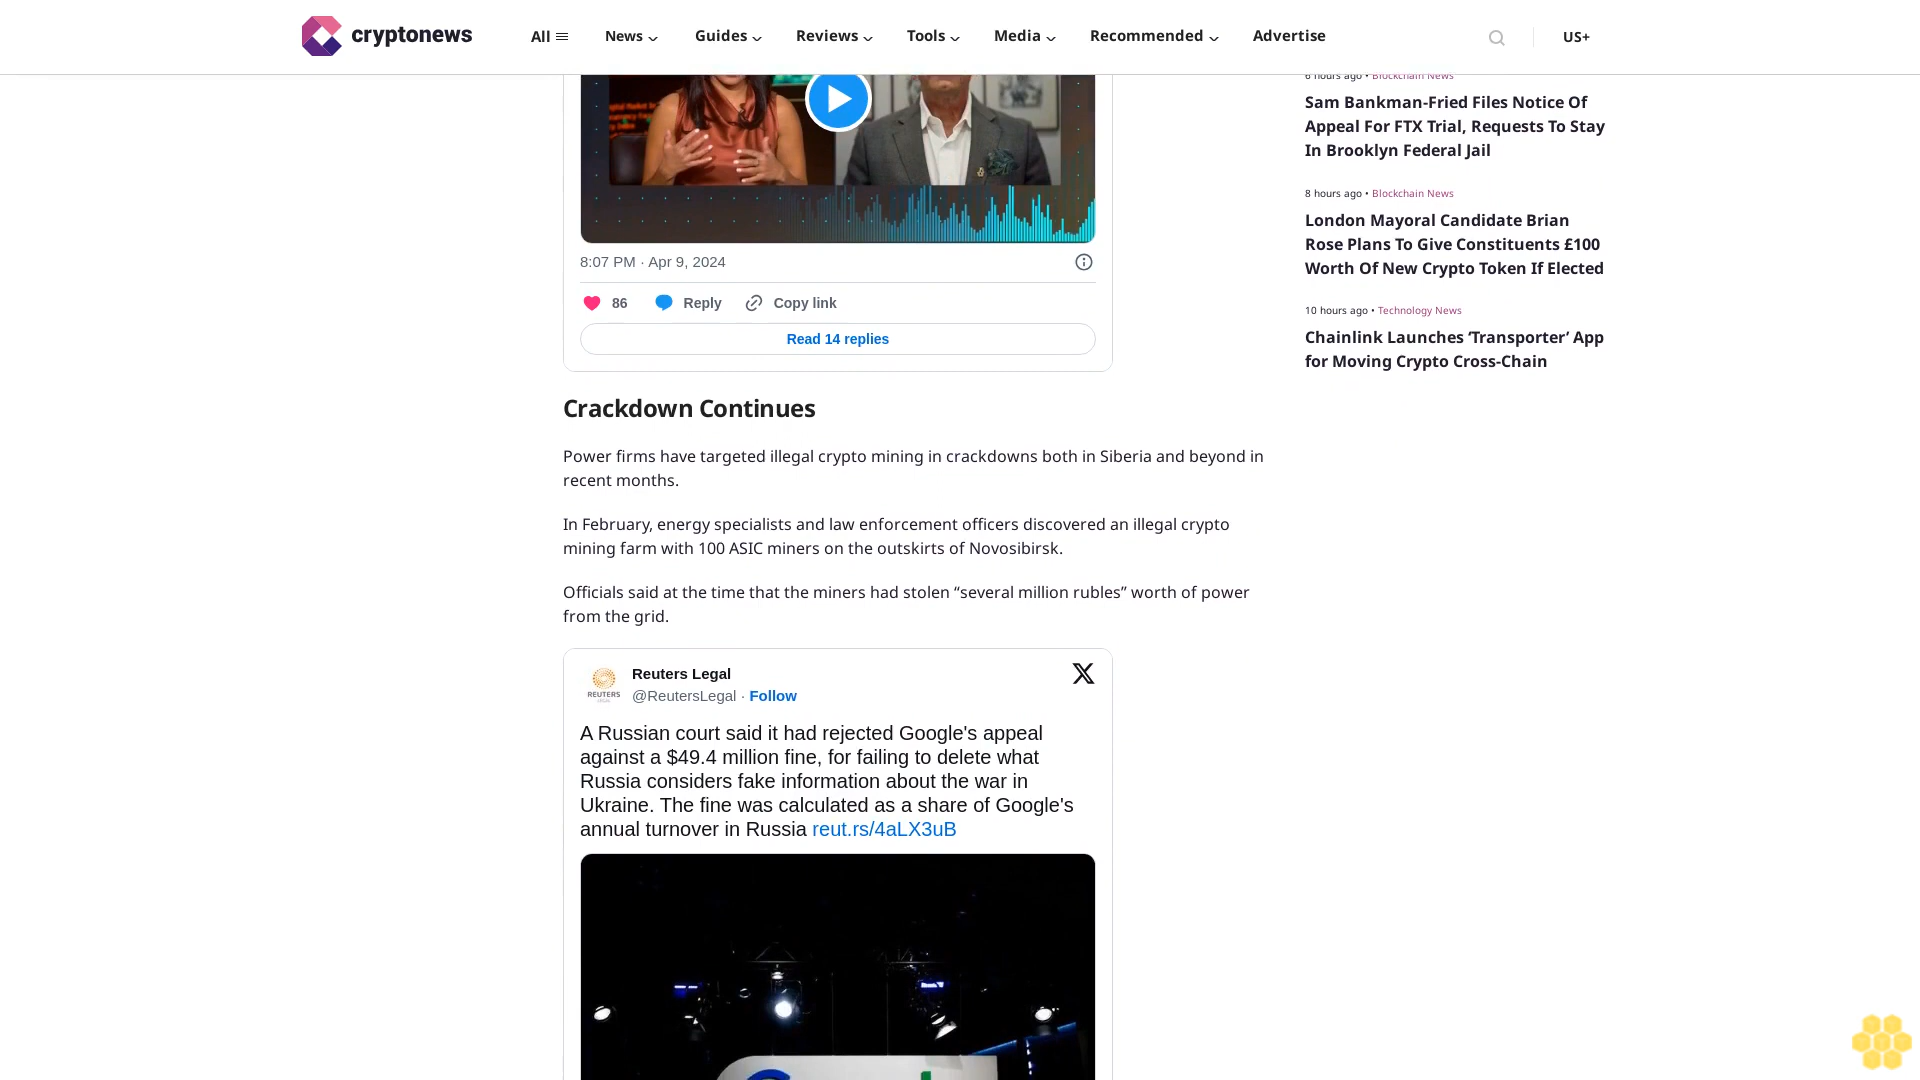 cryptonews
All
News
Guides
Reviews
Tools
Media
Recommended
Advertise
US+
6 hours ago • Blockchain News
Sam Bankman-Fried Files Notice Of
Appeal For FTX Trial, Requests To Stay
In Brooklyn Federal Jail
8 hours ago • Blockchain News
London Mayoral Candidate Brian
Rose Plans To Give Constituents £100
Worth Of New Crypto Token If Elected
10 hours ago • Technology News
Chainlink Launches ‘Transporter’ App
for Moving Crypto Cross-Chain
8:07 PM · Apr 9, 2024
86 Reply Copy link
Read 14 replies
Crackdown Continues
Power firms have targeted illegal crypto mining in crackdowns both in Siberia and beyond in
recent months.
In February, energy specialists and law enforcement officers discovered an illegal crypto
mining farm with 100 ASIC miners on the outskirts of Novosibirsk.
Officials said at the time that the miners had stolen “several million rubles” worth of power
from the grid.
REUTERS
Reuters Legal
@ReutersLegal · Follow
A Russian court said it had rejected Google's appeal
against a $49.4 million fine, for failing to delete what
Russia considers fake information about the war in
Ukraine. The fine was calculated as a share of Google's
annual turnover in Russia reut.rs/4aLX3uB